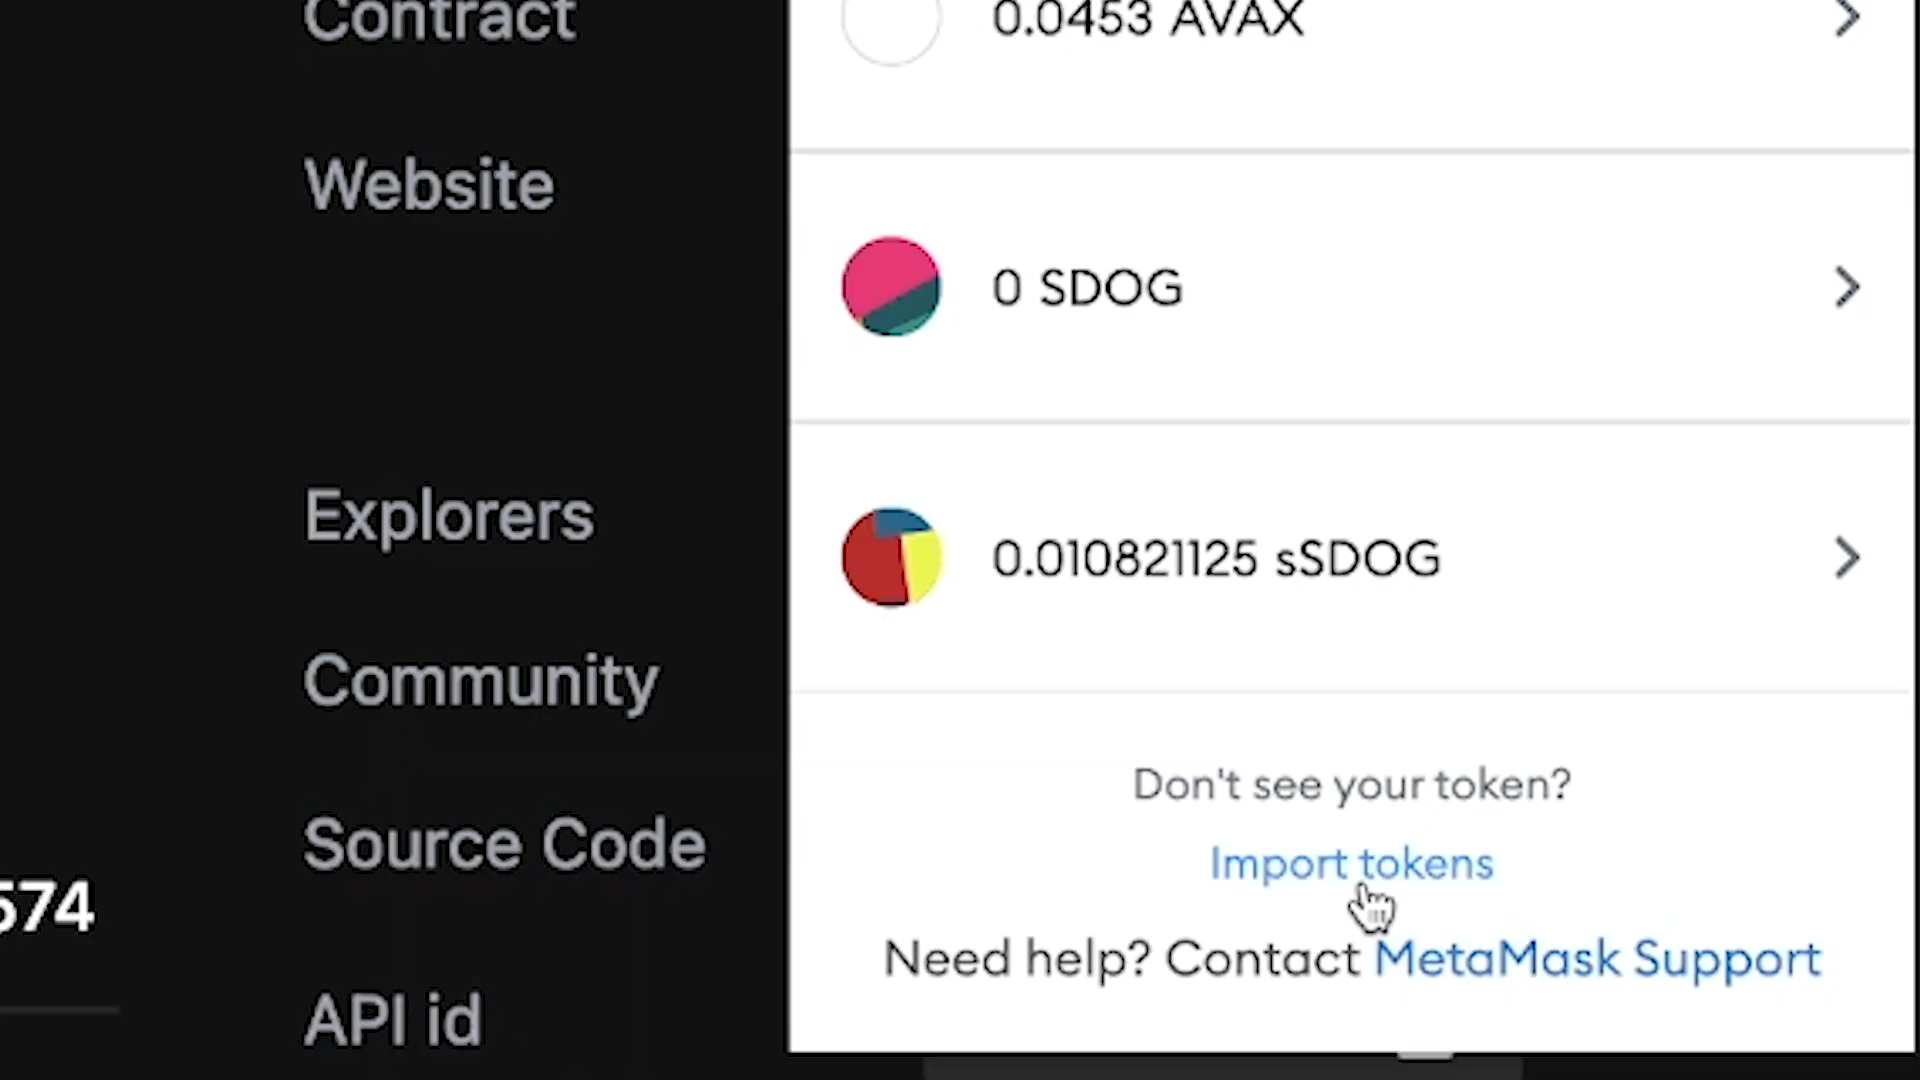 Contract
Website
Explorers
Community
Source Code
574
API id
0.0453 AVAX
0 SDOG
0.010821125 sSDOG
Don't see your token?
Import tokens
Need help? Contact MetaMask Support